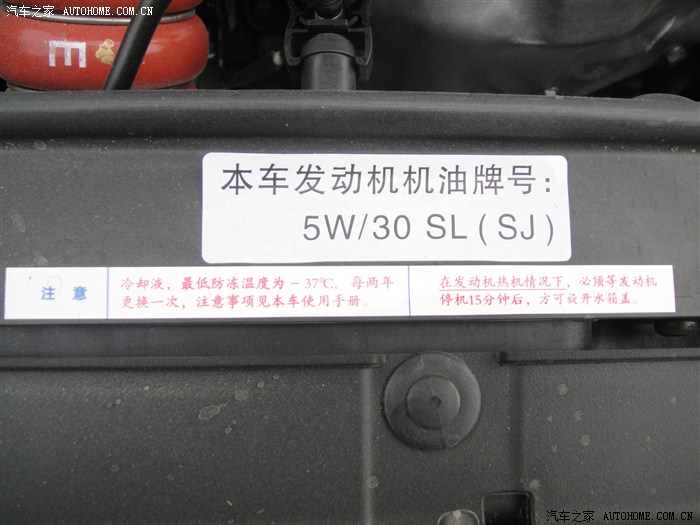 汽车之家 AUTOHOME.COM.CN
E
本车发动机机油牌号：
5W/30 SL(SJ)
注 意
冷却液，最低防冻温度为-37℃，每两年
更换一次，注意事项见本车使用手册。
在发动机热机情况下，必须等发动机
停机15分钟后，方可放开水箱盖。
汽车之家 AUTOHOME.COM.CN